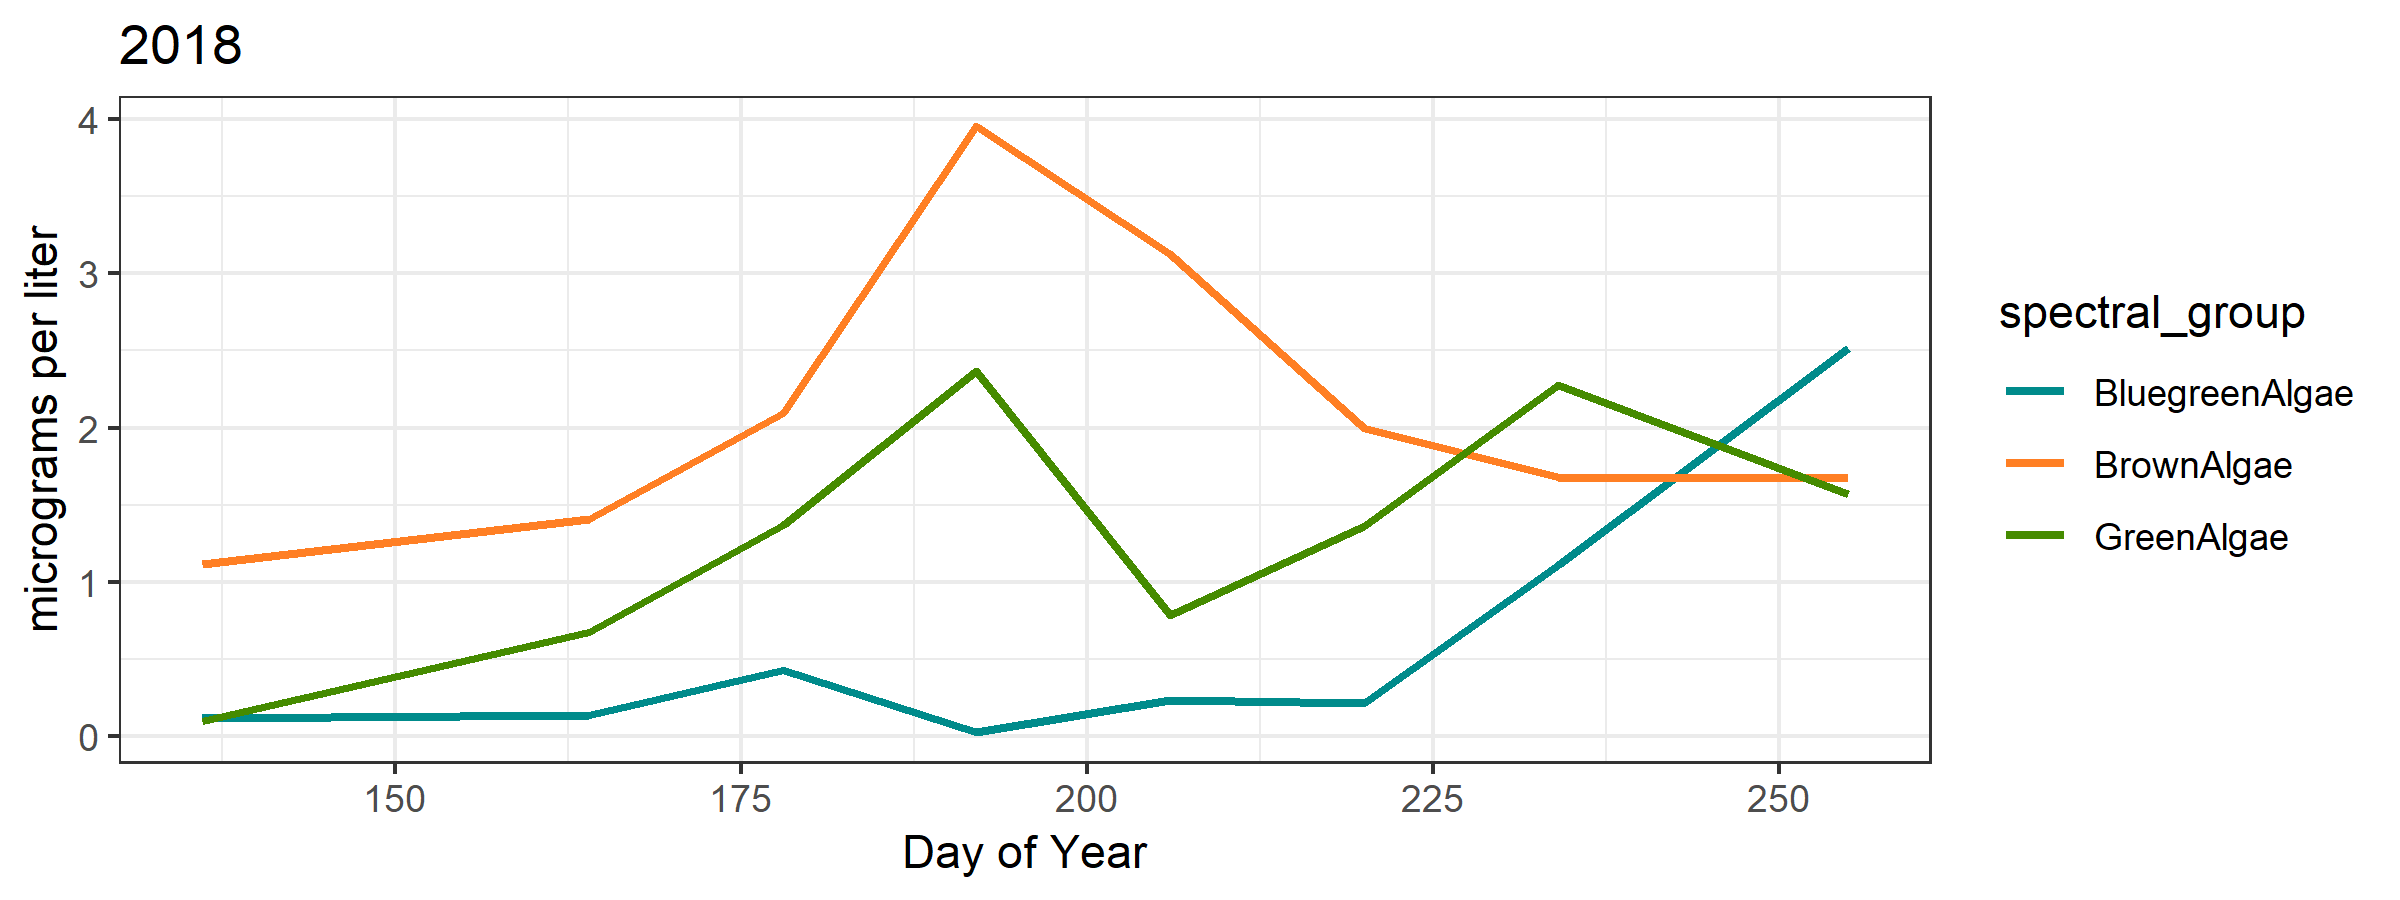 2018
micrograms per liter
4
3
2
1
0
150 175 200 225 250
Day of Year
spectral_group
BluegreenAlgae
BrownAlgae
GreenAlgae